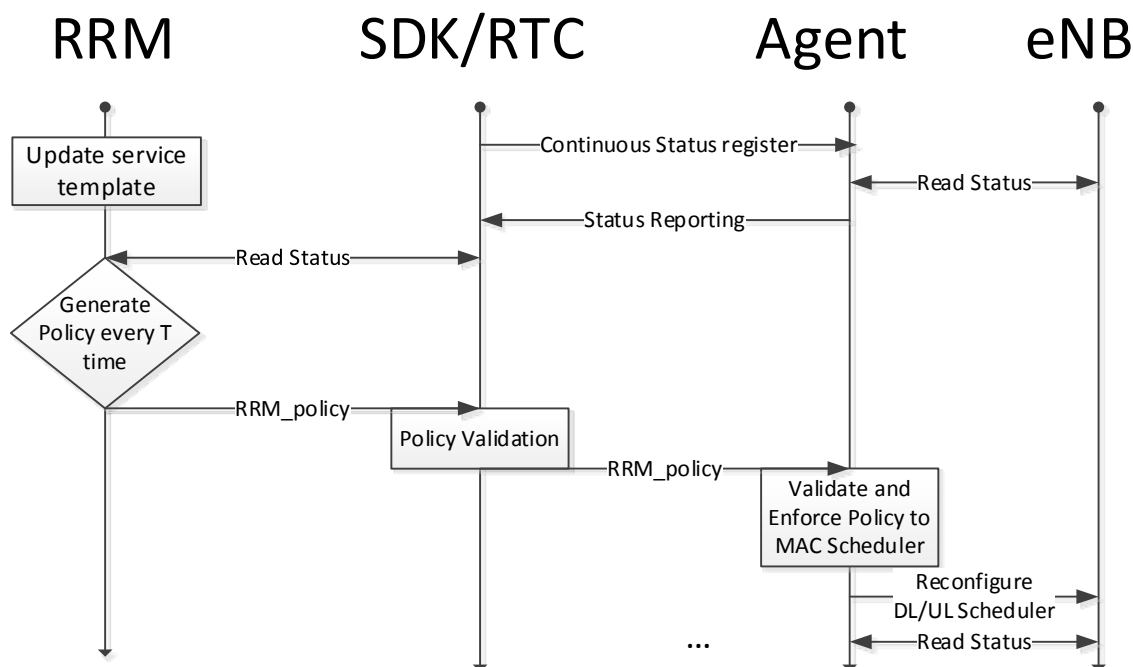 RRM
SDK/RTC
Agent
eNB
Update service
template
Continuous Status register
Read Status
Status Reporting
Read Status
Generate
Policy every T
time
RRM_policy
Policy Validation
RRM_policy
Validate and
Enforce Policy to
MAC Scheduler
Reconfigure
DL/UL Scheduler
Read Status
...